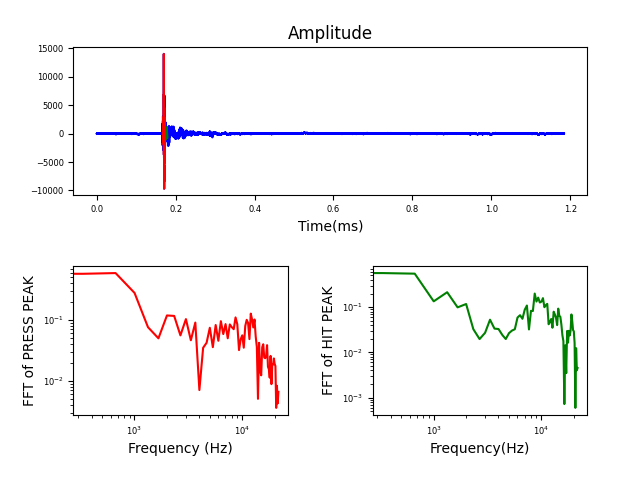 Amplitude
15000
10000
5000
0
−5000
−10000
0.0 0.2 0.4 0.6 0.8 1.0 1.2
Time(ms)
FFT of PRESS PEAK
10⁻¹
10⁻²
10³ 10⁴
Frequency (Hz)
FFT of HIT PEAK
10⁻¹
10⁻²
10⁻³
10³ 10⁴
Frequency(Hz)